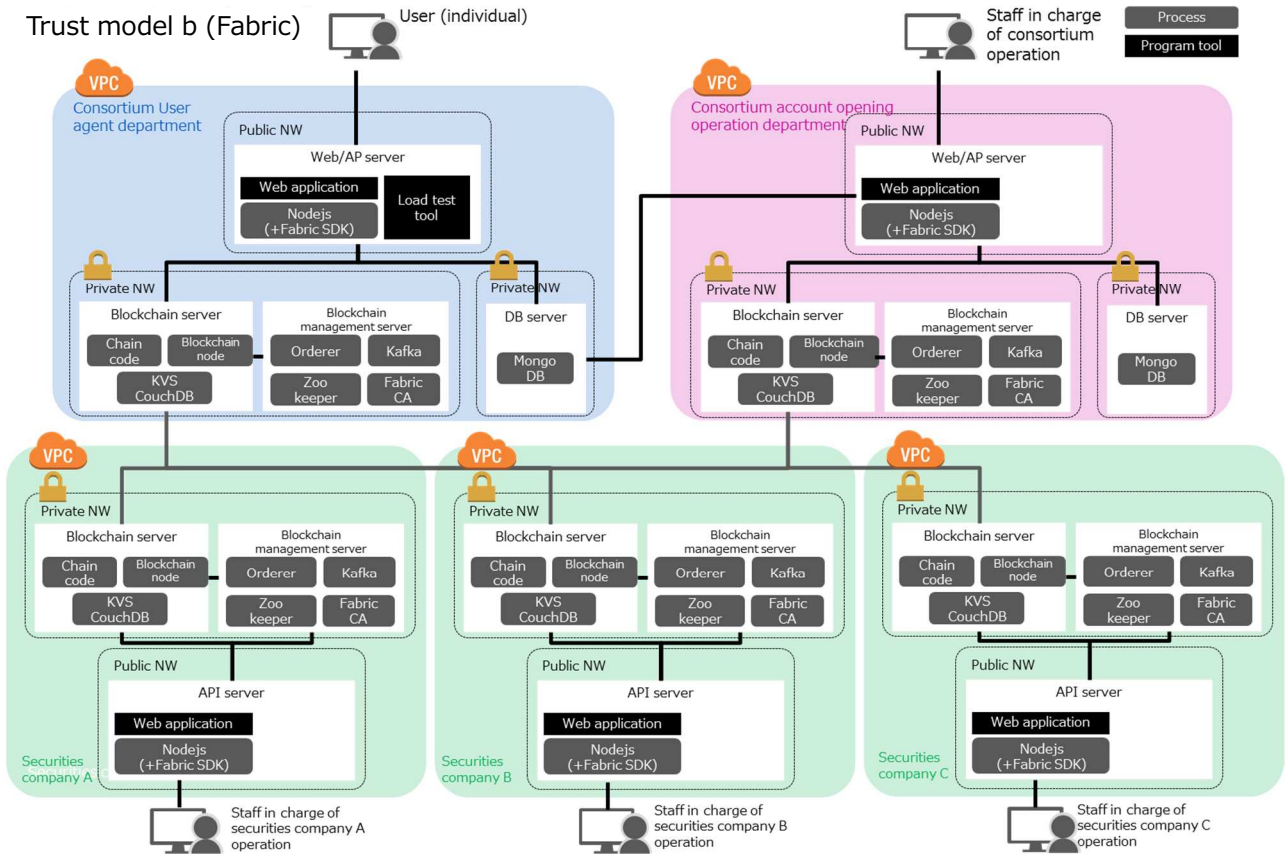 Trust model b (Fabric)
User (individual)
Staff in charge
of consortium
operation
Process
Program tool
VPC
Consortium User
agent department
Public NW
Web/AP server
Web application
Nodejs
(+Fabric SDK)
Load test
tool
Private NW
Blockchain server
Chain
code
Blockchain
node
KVS
CouchDB
Blockchain
management server
Orderer
Kafka
Zoo
keeper
Fabric
CA
Private NW
DB server
Mongo
DB
VPC
Consortium account opening
operation department
Public NW
Web/AP server
Web application
Nodejs
(+Fabric SDK)
Private NW
Blockchain server
Chain
code
Blockchain
node
KVS
CouchDB
Blockchain
management server
Orderer
Kafka
Zoo
keeper
Fabric
CA
Private NW
DB server
Mongo
DB
VPC
Private NW
Blockchain server
Chain
code
Blockchain
node
KVS
CouchDB
Blockchain
management server
Orderer
Kafka
Zoo
keeper
Fabric
CA
Public NW
API server
Web application
Nodejs
(+Fabric SDK)
Securities
company A
Staff in charge of
securities company A
operation
VPC
Private NW
Blockchain server
Chain
code
Blockchain
node
KVS
CouchDB
Blockchain
management server
Orderer
Kafka
Zoo
keeper
Fabric
CA
Public NW
API server
Web application
Nodejs
(+Fabric SDK)
Securities
company B
Staff in charge of
securities company B
operation
VPC
Private NW
Blockchain server
Chain
code
Blockchain
node
KVS
CouchDB
Blockchain
management server
Orderer
Kafka
Zoo
keeper
Fabric
CA
Public NW
API server
Web application
Nodejs
(+Fabric SDK)
Securities
company C
Staff in charge of
securities company C
operation